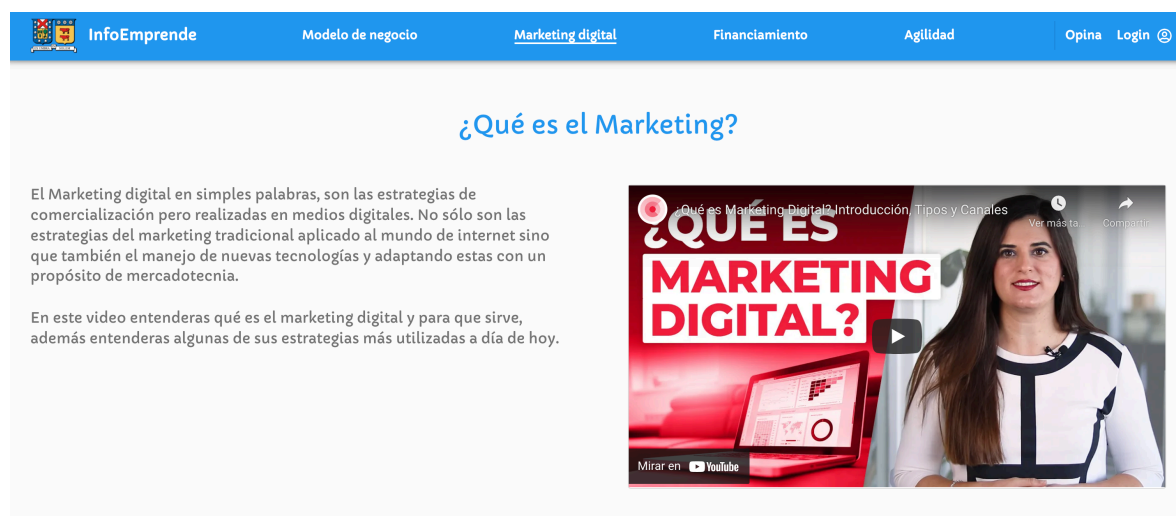 InfoEmprende
Modelo de negocio
Marketing digital
Financiamiento
Agilidad
Opina
Login
¿Qué es el Marketing?
El Marketing digital en simples palabras, son las estrategias de
comercialización pero realizadas en medios digitales. No sólo son las
estrategias del marketing tradicional aplicado al mundo de internet sino
que también el manejo de nuevas tecnologías y adaptando estas con un
propósito de mercadotecnia.
En este video entenderas qué es el marketing digital y para que sirve,
además entenderas algunas de sus estrategias más utilizadas a día de hoy.
¿Qué es Marketing Digital? Introducción, Tipos y Canales
Ver más ta...
Compartir
¿QUÉ ES
MARKETING
DIGITAL?
Mirar en YouTube